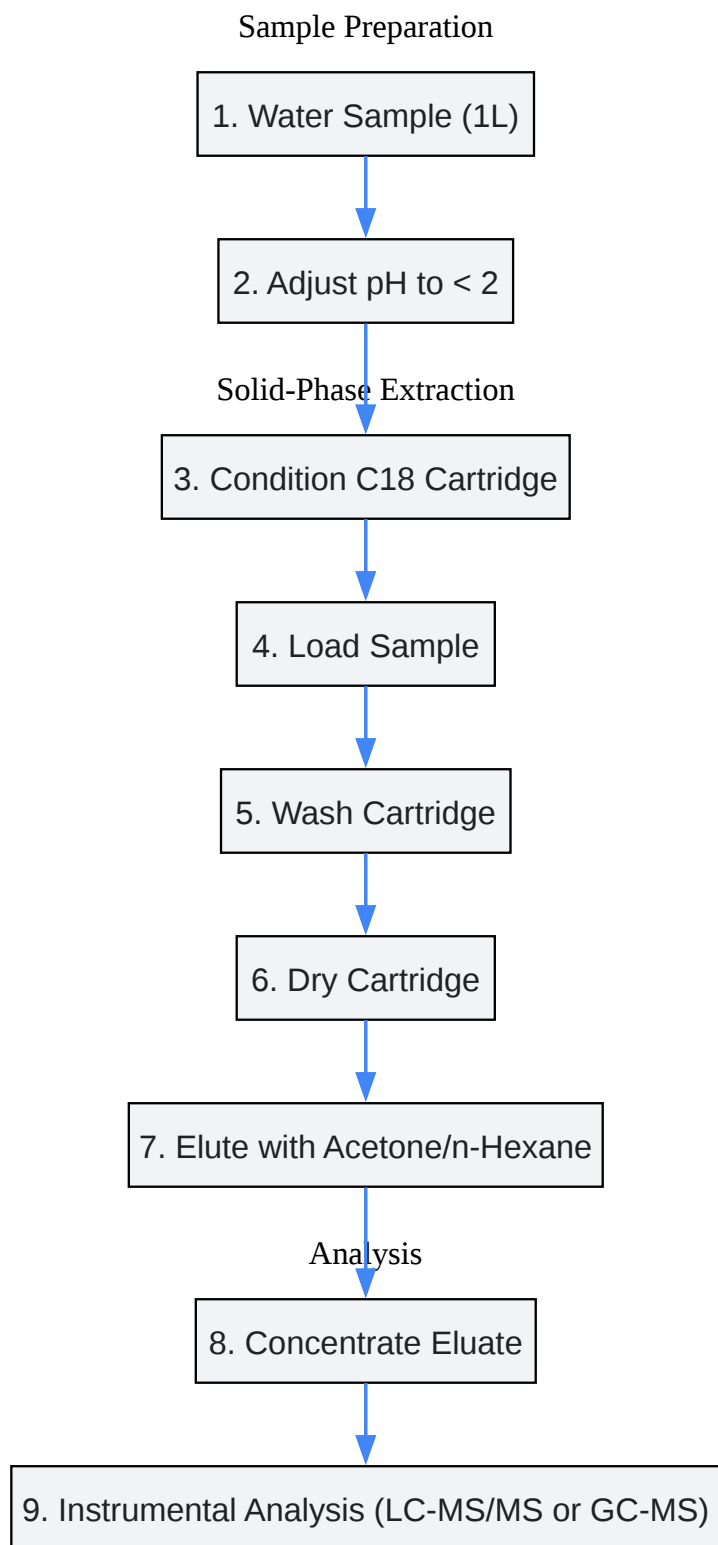 Sample Preparation
1. Water Sample (1L)
2. Adjust pH to < 2
Solid-Phase Extraction
3. Condition C18 Cartridge
4. Load Sample
5. Wash Cartridge
6. Dry Cartridge
7. Elute with Acetone/n-Hexane
Analysis
8. Concentrate Eluate
9. Instrumental Analysis (LC-MS/MS or GC-MS)